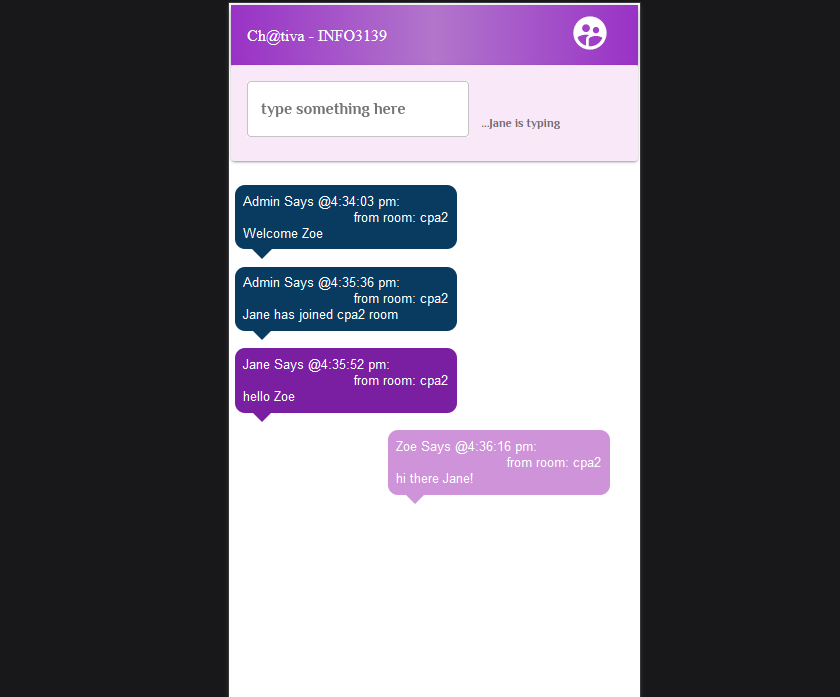 Ch@tiva - INFO3139
type something here
...Jane is typing
Admin Says @4:34:03 pm:
from room: cpa2
Welcome Zoe
Admin Says @4:35:36 pm:
from room: cpa2
Jane has joined cpa2 room
Jane Says @4:35:52 pm:
from room: cpa2
hello Zoe
Zoe Says @4:36:16 pm:
from room: cpa2
hi there Jane!